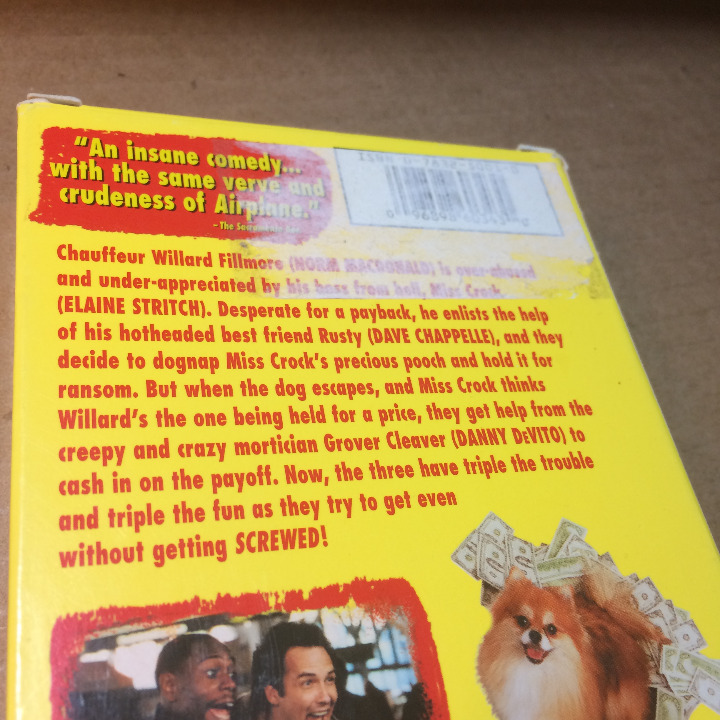 "An insane comedy...
with the same verve and
crudeness of Airplane."
- The
ISBN
Chauffeur Willard Fillmore (NORM MACDONALD) is over-abused
and under-appreciated by his boss from hell, Miss Crock
(ELAINE STRITCH). Desperate for a payback, he enlists the help
of his hotheaded best friend Rusty (DAVE CHAPPELLE), and they
decide to dognap Miss Crock's precious pooch and hold it for
ransom. But when the dog escapes, and Miss Crock thinks
Willard's the one being held for a price, they get help from the
creepy and crazy mortician Grover Cleaver (DANNY DeVITO) to
cash in on the payoff. Now, the three have triple the trouble
and triple the fun as they try to get even
without getting SCREWED!